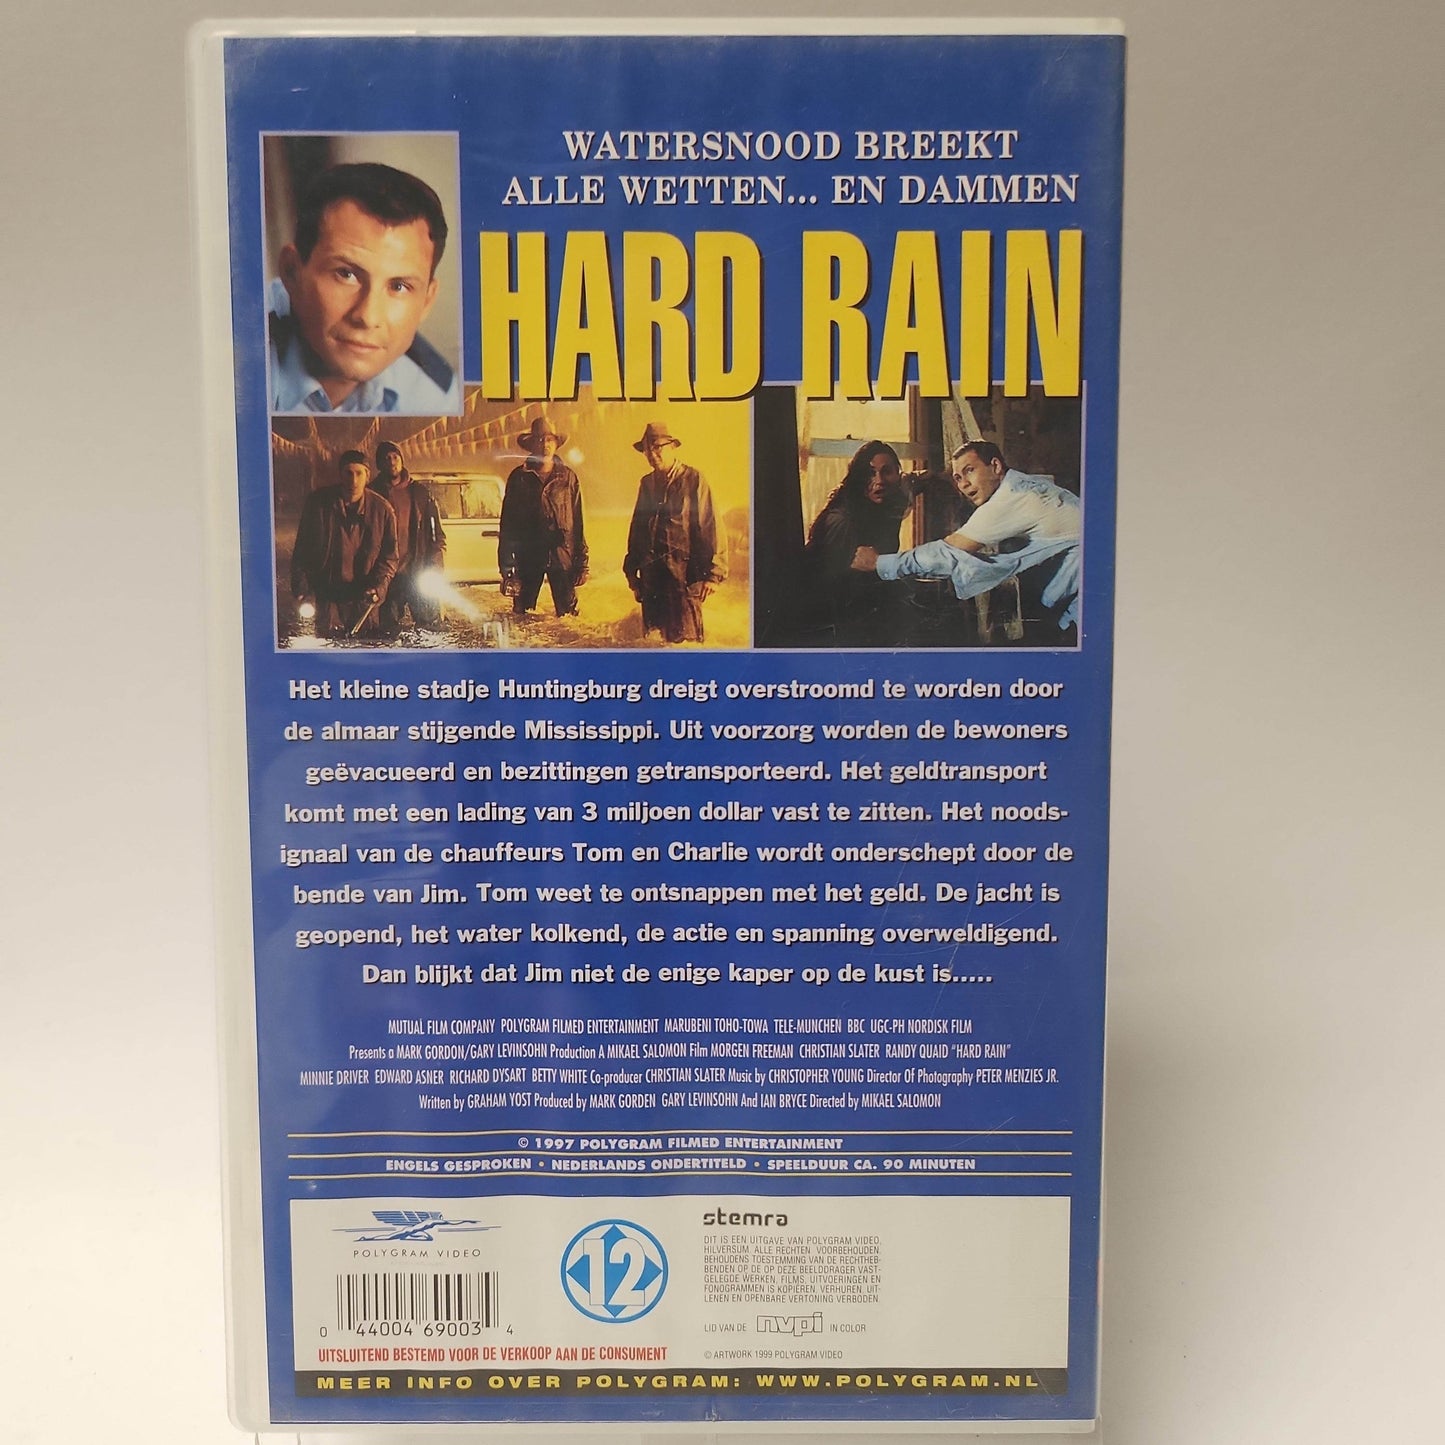 WATERSNOOD BREEKT
ALLE WETTEN... EN DAMMEN
HARD RAIN
Het kleine stadje Huntingburg dreigt overstroomd te worden door
de almaar stijgende Mississippi. Uit voorzorg worden de bewoners
geëvacueerd en bezittingen getransporteerd. Het geldtransport
komt met een lading van 3 miljoen dollar vast te zitten. Het noods-
ignaal van de chauffeurs Tom en Charlie wordt onderschept door de
bende van Jim. Tom weet te ontsnappen met het geld. De jacht is
geopend, het water kolkend, de actie en spanning overweldigend.
Dan blijkt dat Jim niet de enige kaper op de kust is.....
MUTUAL FILM COMPANY POLYGRAM FILMED ENTERTAINMENT MARUBENI TOHO-TOWA TELE-MUNCHEN BBC UGC-PH NORDISK FILM
Presents a MARK GORDON/GARY LEVINSOHN Production A MIKAEL SALOMON Film MORGEN FREEMAN CHRISTIAN SLATER RANDY QUAID "HARD RAIN"
MINNIE DRIVER EDWARD ASNER RICHARD DYSART BETTY WHITE Co-producer CHRISTIAN SLATER Music by CHRISTOPHER YOUNG Director Of Photography PETER MENZIES JR.
Written by GRAHAM YOST Produced by MARK GORDEN GARY LEVINSOHN And IAN BRYCE Directed by MIKAEL SALOMON
© 1997 POLYGRAM FILMED ENTERTAINMENT
ENGELS GESPROKEN • NEDERLANDS ONDERTITELD • SPEELDUUR CA. 90 MINUTEN
POLYGRAM VIDEO
0 44004 69003 4
UITSLUITEND BESTEMD VOOR DE VERKOOP AAN DE CONSUMENT
12
stemra
DIT IS EEN UITGAVE VAN POLYGRAM VIDEO,
HILVERSUM. ALLE RECHTEN VOORBEHOUDEN.
BEHOUDENS TOESTEMMING VAN DE RECHTHEB-
BENDEN OP DE OP DEZE BEELDDRAGER VAST-
GELEGDE WERKEN, FILMS, UITVOERINGEN EN
FONOGRAMMEN IS KOPIËREN, VERHUREN, UIT-
LENEN EN OPENBARE VERTONING VERBODEN.
LID VAN DE nvpi IN COLOR
© ARTWORK 1999 POLYGRAM VIDEO
MEER INFO OVER POLYGRAM: WWW.POLYGRAM.NL